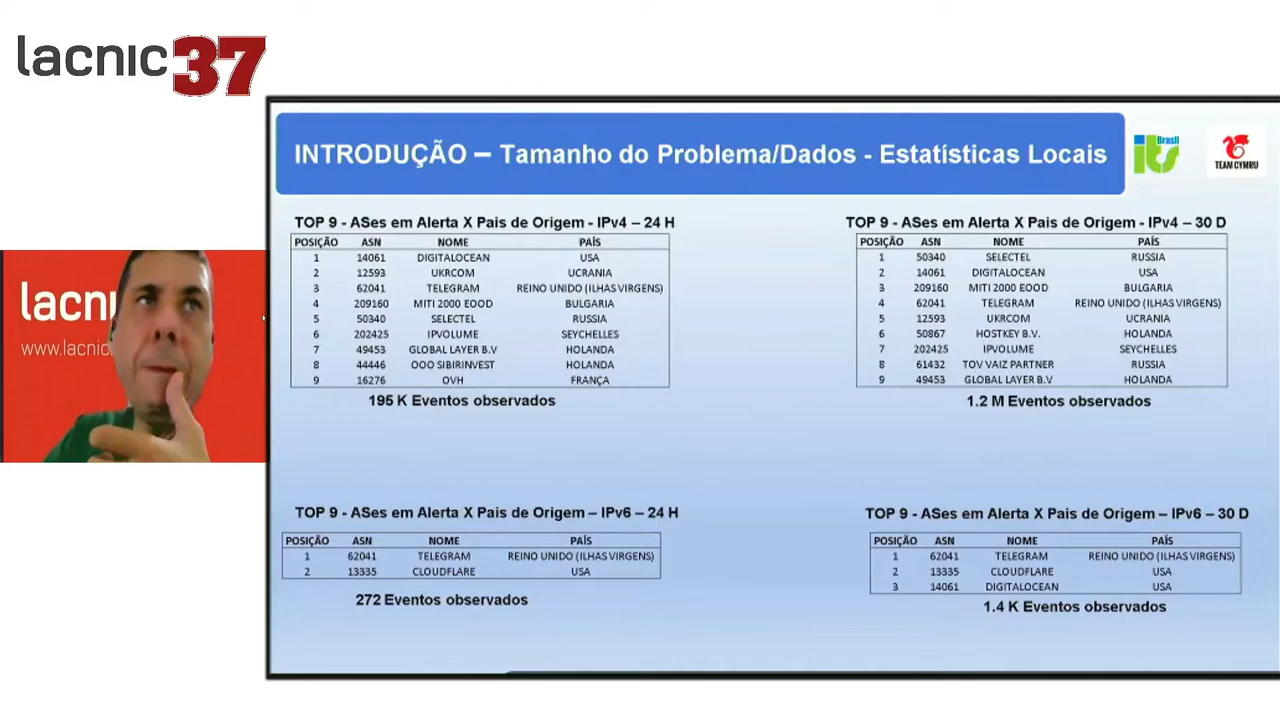 lacnic 37
INTRODUÇÃO – Tamanho do Problema/Dados - Estatísticas Locais
Brasil
its
TEAM CYMRU
TOP 9 - ASes em Alerta X Pais de Origem - IPv4 – 24 H
POSIÇÃO ASN NOME PAÍS
1 14061 DIGITALOCEAN USA
2 12593 UKRCOM UCRANIA
3 62041 TELEGRAM REINO UNIDO (ILHAS VIRGENS)
4 209160 MITI 2000 EOOD BULGARIA
5 50340 SELECTEL RUSSIA
6 202425 IPVOLUME SEYCHELLES
7 49453 GLOBAL LAYER B.V HOLANDA
8 44446 OOO SIBIRINVEST HOLANDA
9 16276 OVH FRANÇA
195 K Eventos observados
TOP 9 - ASes em Alerta X Pais de Origem - IPv4 – 30 D
POSIÇÃO ASN NOME PAÍS
1 50340 SELECTEL RUSSIA
2 14061 DIGITALOCEAN USA
3 209160 MITI 2000 EOOD BULGARIA
4 62041 TELEGRAM REINO UNIDO (ILHAS VIRGENS)
5 12593 UKRCOM UCRANIA
6 50867 HOSTKEY B.V. HOLANDA
7 202425 IPVOLUME SEYCHELLES
8 61432 TOV VAIZ PARTNER RUSSIA
9 49453 GLOBAL LAYER B.V HOLANDA
1.2 M Eventos observados
lacni
www.lacnic.
TOP 9 - ASes em Alerta X Pais de Origem – IPv6 – 24 H
POSIÇÃO ASN NOME PAÍS
1 62041 TELEGRAM REINO UNIDO (ILHAS VIRGENS)
2 13335 CLOUDFLARE USA
272 Eventos observados
TOP 9 - ASes em Alerta X Pais de Origem – IPv6 – 30 D
POSIÇÃO ASN NOME PAÍS
1 62041 TELEGRAM REINO UNIDO (ILHAS VIRGENS)
2 13335 CLOUDFLARE USA
3 14061 DIGITALOCEAN USA
1.4 K Eventos observados